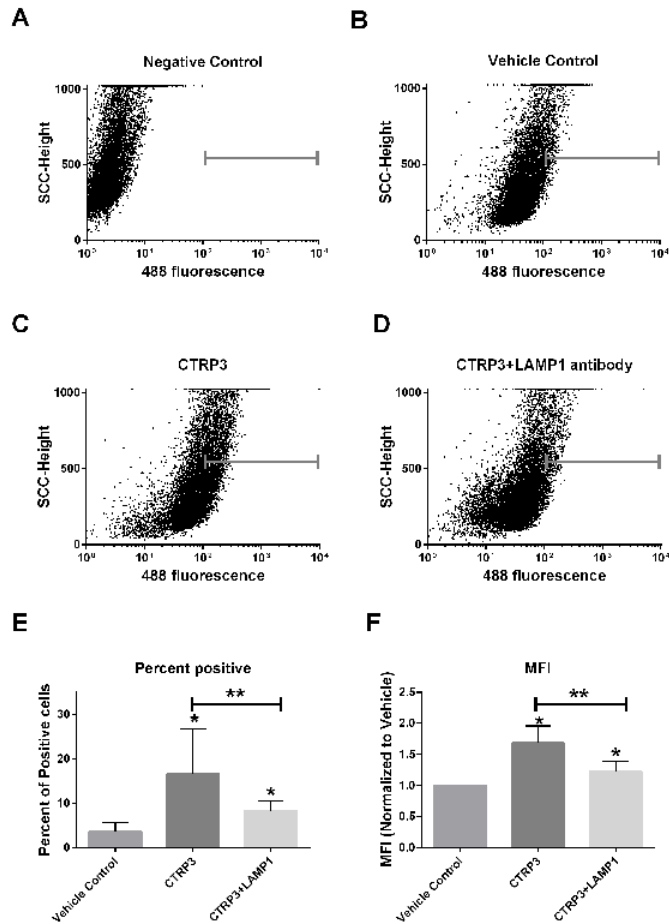 A
Negative Control
1000
500
0
SCC-Height
10⁰ 10¹ 10² 10³ 10⁴
488 fluorescence
B
Vehicle Control
1000
500
0
SCC-Height
10⁰ 10¹ 10² 10³ 10⁴
488 fluorescence
C
CTRP3
1000
500
0
SCC-Height
10⁰ 10¹ 10² 10³ 10⁴
488 fluorescence
D
CTRP3+LAMP1 antibody
1000
500
0
SCC-Height
10⁰ 10¹ 10² 10³ 10⁴
488 fluorescence
E
Percent positive
Percent of Positive cells
30
20
10
0
**
*
*
Vehicle Control
CTRP3
CTRP3+LAMP1
F
MFI
MFI (Normalized to Vehicle)
2.5
2.0
1.5
1.0
0.5
0.0
**
*
*
Vehicle Control
CTRP3
CTRP3+LAMP1